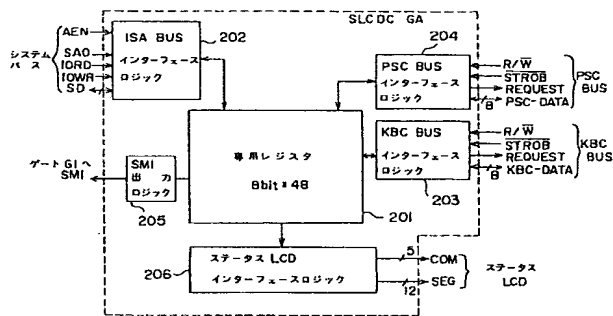 SLCDC GA
AEN
SA0
IORD
IOWR
SD
システム
バス
ISA BUS
インターフェース
ロジック
202
204
PSC BUS
インターフェース
ロジック
R/W
STROB
REQUEST
PSC-DATA
8
PSC
BUS
KBC BUS
インターフェース
ロジック
203
R/W
STROB
REQUEST
KBC-DATA
8
KBC
BUS
専用レジスタ
8bit*48
201
ゲートG1へ
SMI
SMI
出力
ロジック
205
206
ステータス LCD
インターフェースロジック
5
COM
12
SEG
ステータス
LCD